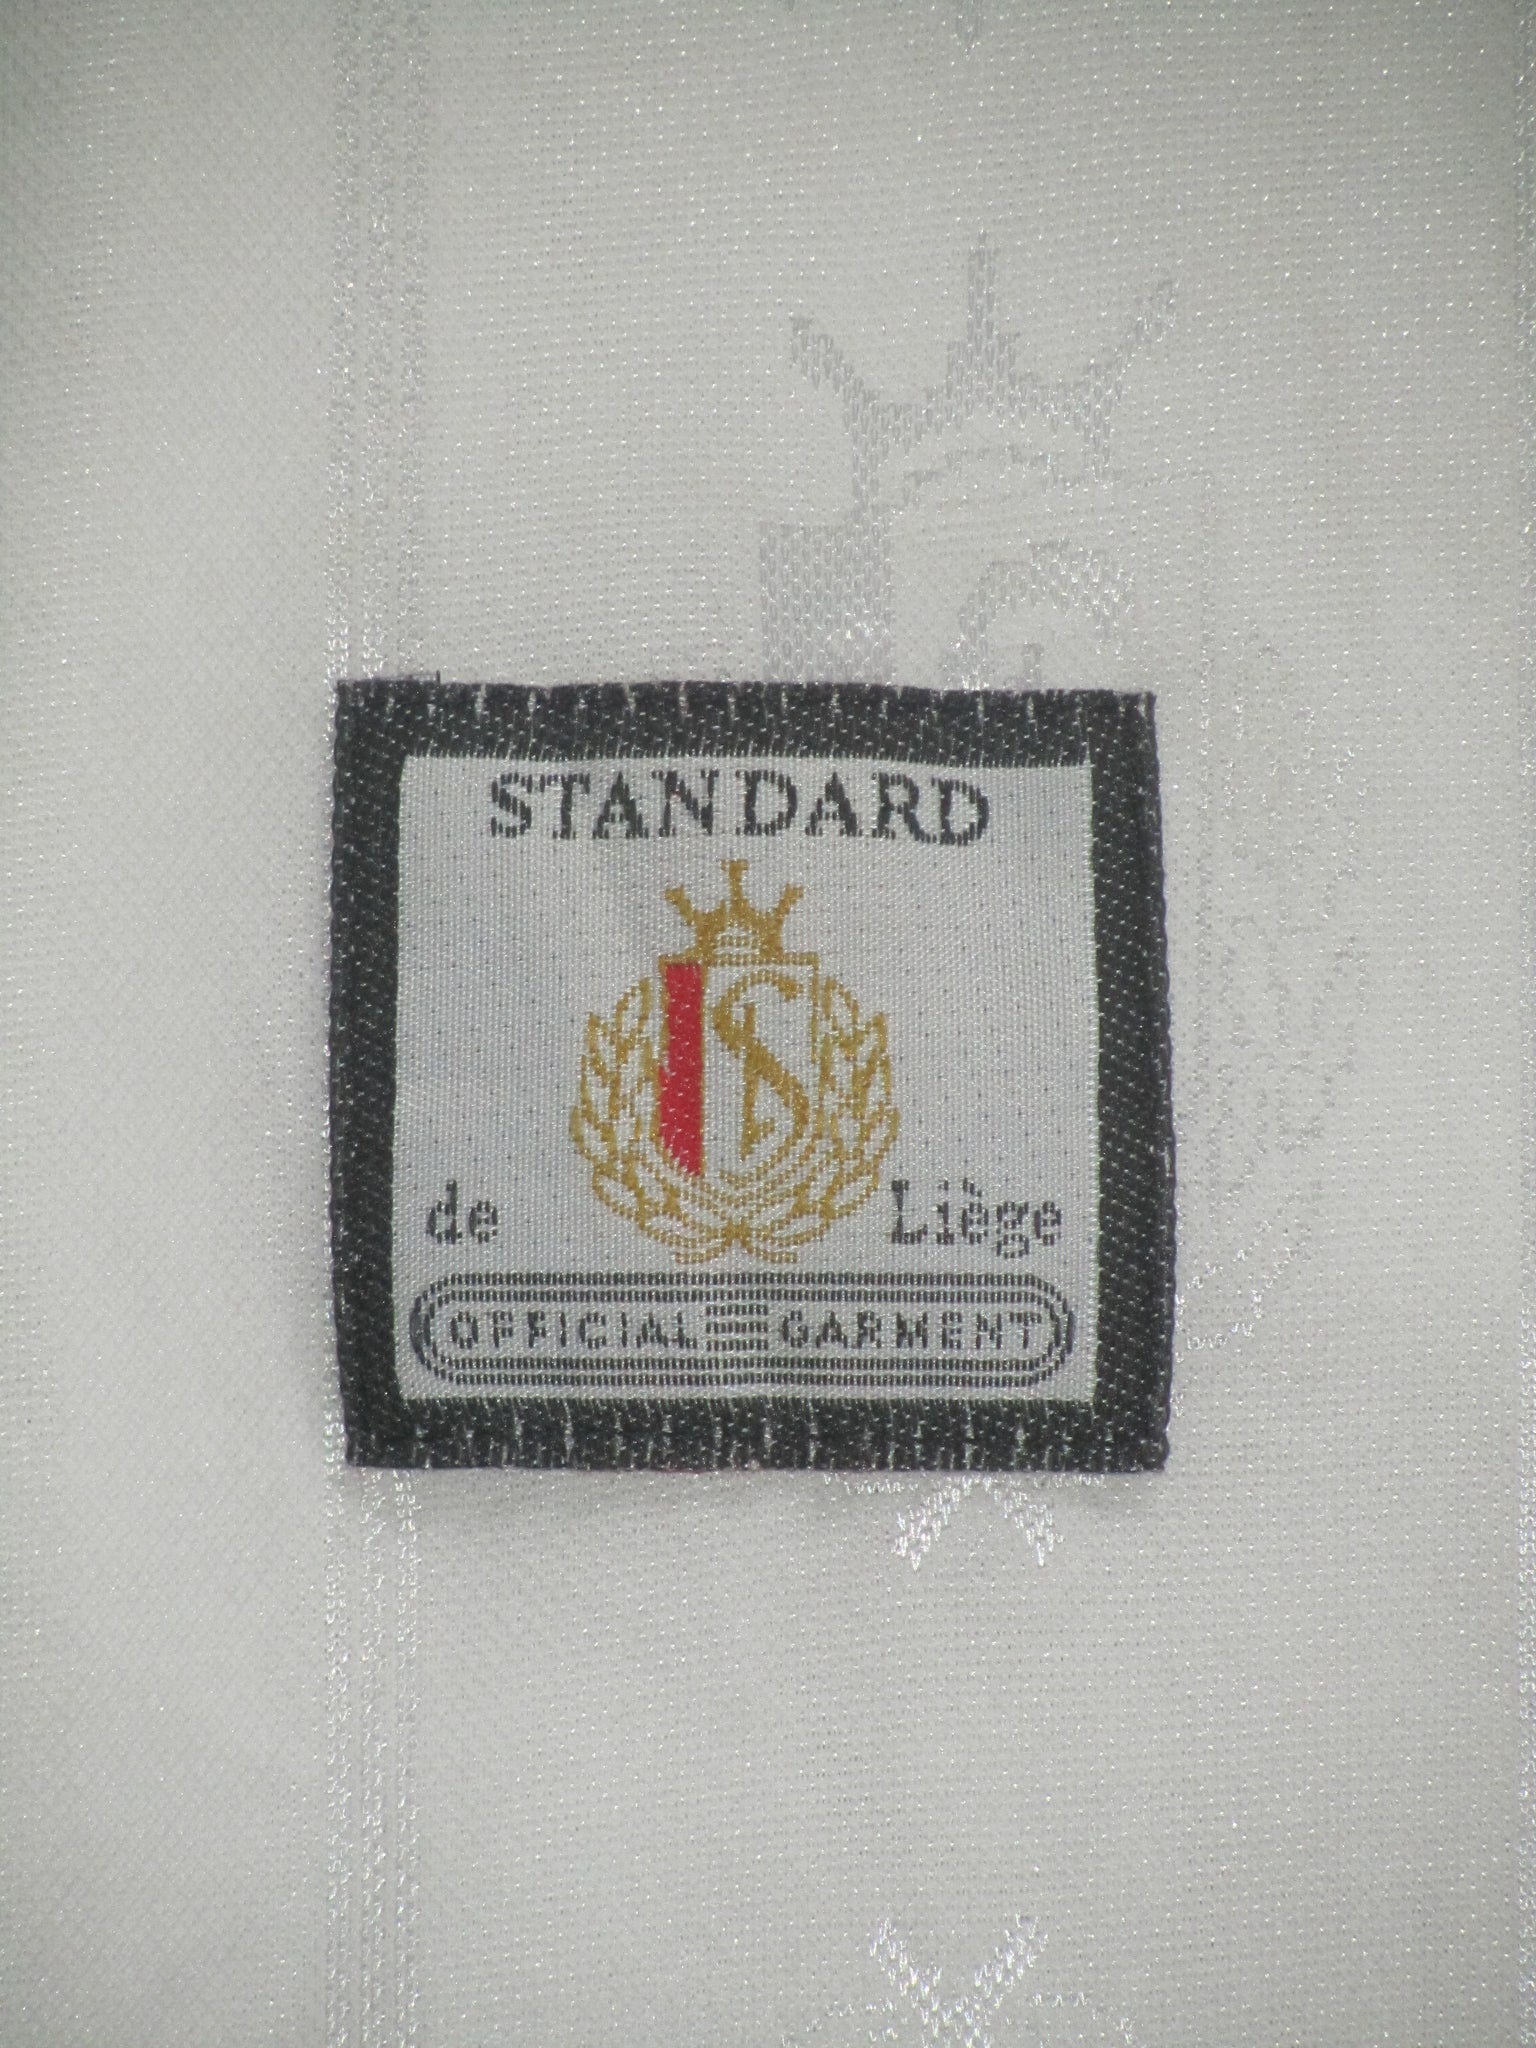 STANDARD
S
de Liège
OFFICIAL GARMENT